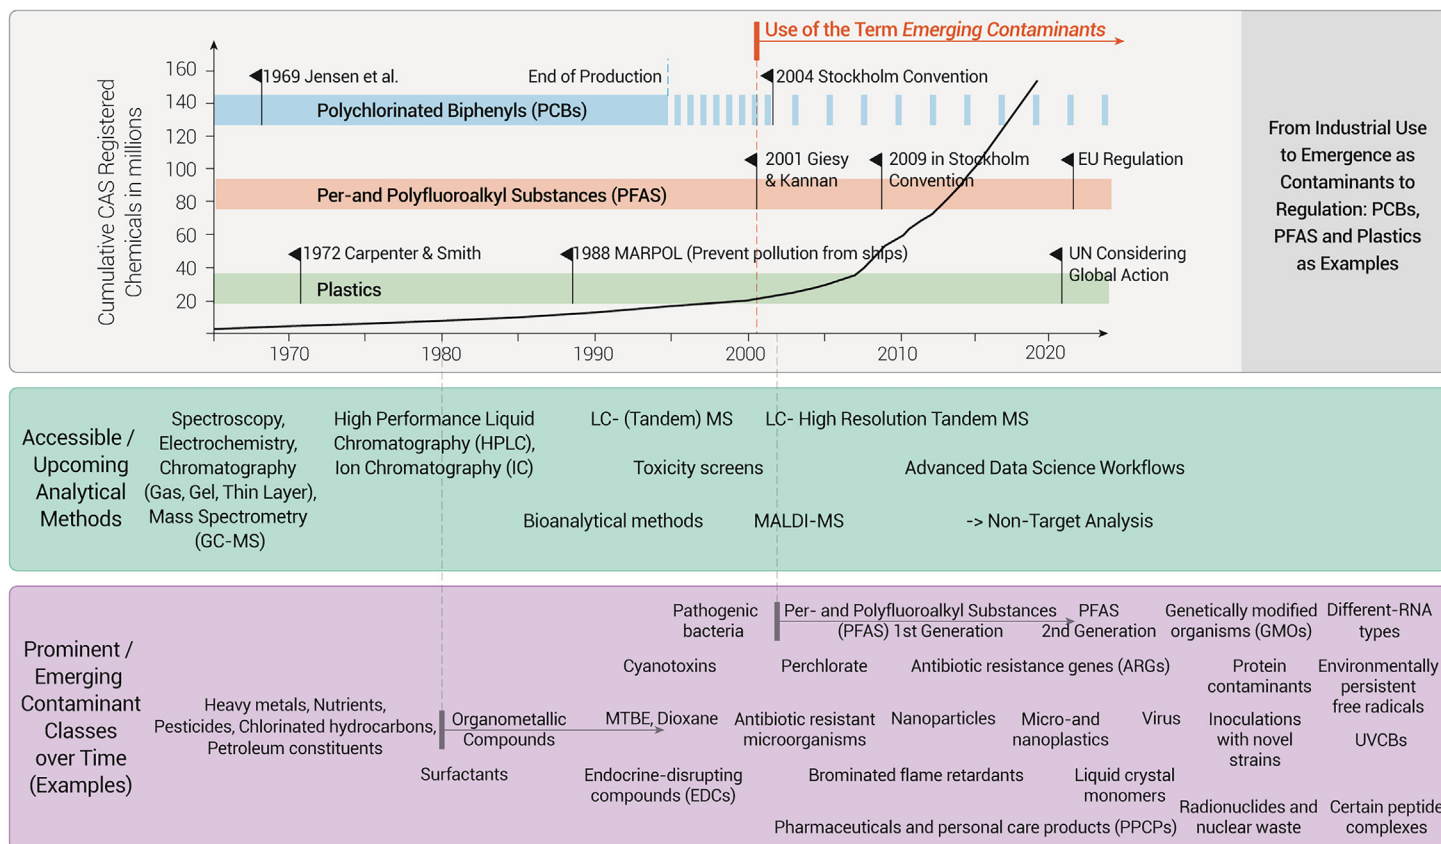 Use of the Term Emerging Contaminants
Cumulative CAS Registered
Chemicals in millions
160
140
120
100
80
60
40
20
1969 Jensen et al.
End of Production
2004 Stockholm Convention
Polychlorinated Biphenyls (PCBs)
2001 Giesy
& Kannan
2009 in Stockholm
Convention
EU Regulation
Per-and Polyfluoroalkyl Substances (PFAS)
1972 Carpenter & Smith
1988 MARPOL (Prevent pollution from ships)
UN Considering
Global Action
Plastics
1970
1980
1990
2000
2010
2020
From Industrial Use
to Emergence as
Contaminants to
Regulation: PCBs,
PFAS and Plastics
as Examples
Accessible /
Upcoming
Analytical
Methods
Spectroscopy,
Electrochemistry,
Chromatography
(Gas, Gel, Thin Layer),
Mass Spectrometry
(GC-MS)
High Performance Liquid
Chromatography (HPLC),
Ion Chromatography (IC)
LC- (Tandem) MS
LC- High Resolution Tandem MS
Toxicity screens
Advanced Data Science Workflows
Bioanalytical methods
MALDI-MS
-> Non-Target Analysis
Prominent /
Emerging
Contaminant
Classes
over Time
(Examples)
Heavy metals, Nutrients,
Pesticides, Chlorinated hydrocarbons,
Petroleum constituents
Organometallic
Compounds
Surfactants
Pathogenic
bacteria
Cyanotoxins
MTBE, Dioxane
Endocrine-disrupting
compounds (EDCs)
Per- and Polyfluoroalkyl Substances
(PFAS) 1st Generation
PFAS
2nd Generation
Genetically modified
organisms (GMOs)
Different-RNA
types
Perchlorate
Antibiotic resistance genes (ARGs)
Protein
contaminants
Environmentally
persistent
free radicals
Antibiotic resistant
microorganisms
Nanoparticles
Micro-and
nanoplastics
Virus
Inoculations
with novel
strains
UVCBs
Brominated flame retardants
Liquid crystal
monomers
Radionuclides and
nuclear waste
Certain peptide
complexes
Pharmaceuticals and personal care products (PPCPs)